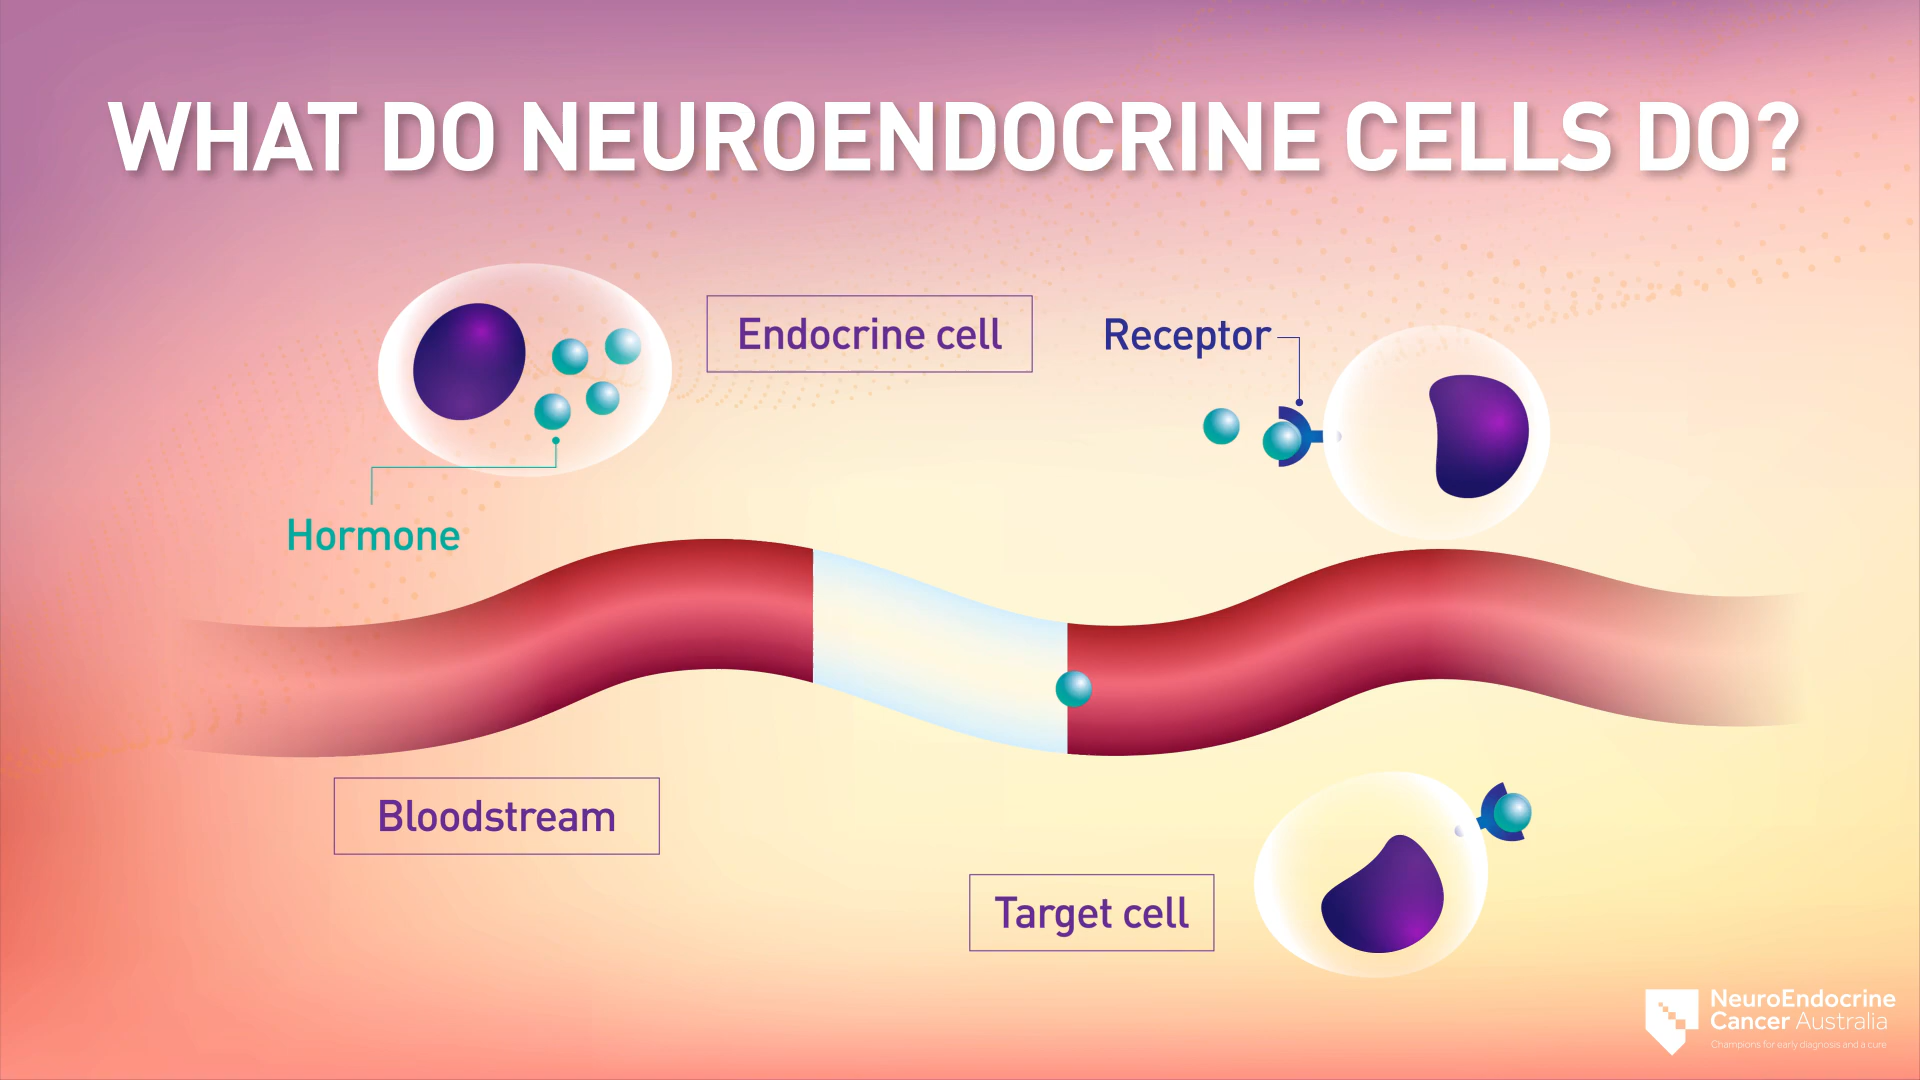 WHAT DO NEUROENDOCRINE CELLS DO?
Endocrine cell
Receptor
Hormone
Bloodstream
Target cell
NeuroEndocrine
Cancer Australia
Champions for early diagnosis and a cure